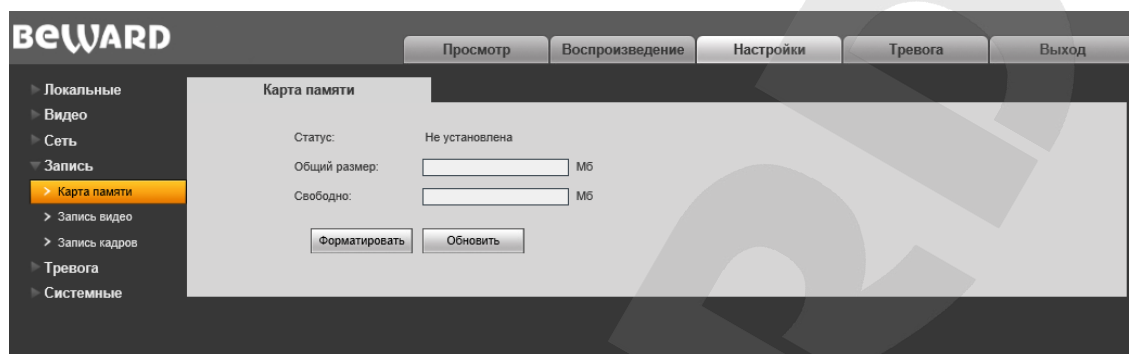 BEWARD
Просмотр Воспроизведение Настройки Тревога Выход
Локальные
Видео
Сеть
Запись
Карта памяти
Запись видео
Запись кадров
Тревога
Системные
Карта памяти
Статус: Не установлена
Общий размер: Мб
Свободно: Мб
Форматировать Обновить